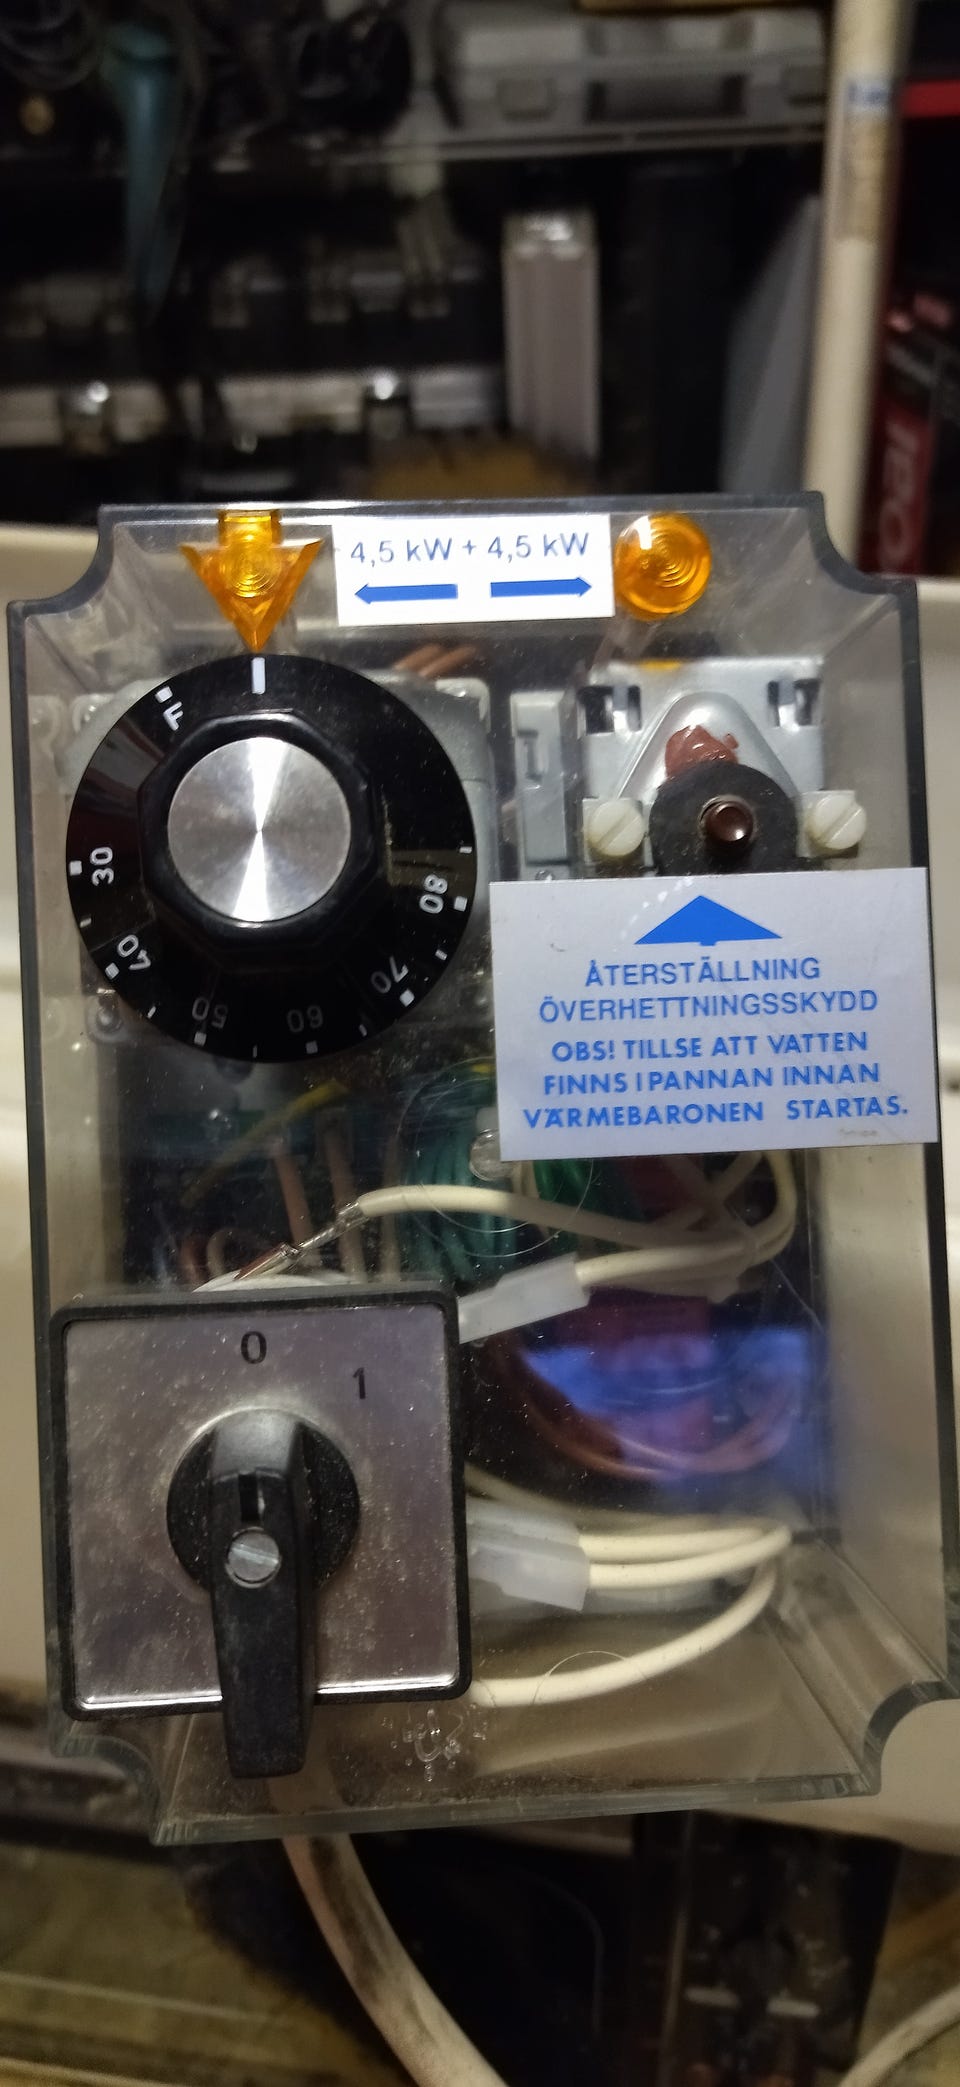 4,5 kW + 4,5 kW
F
30
40
50
60
70
80
ÅTERSTÄLLNING
ÖVERHETTNINGSSKYDD
OBS! TILLSE ATT VATTEN
FINNS I PANNAN INNAN
VÄRMEBARONEN STARTAS.
0
1